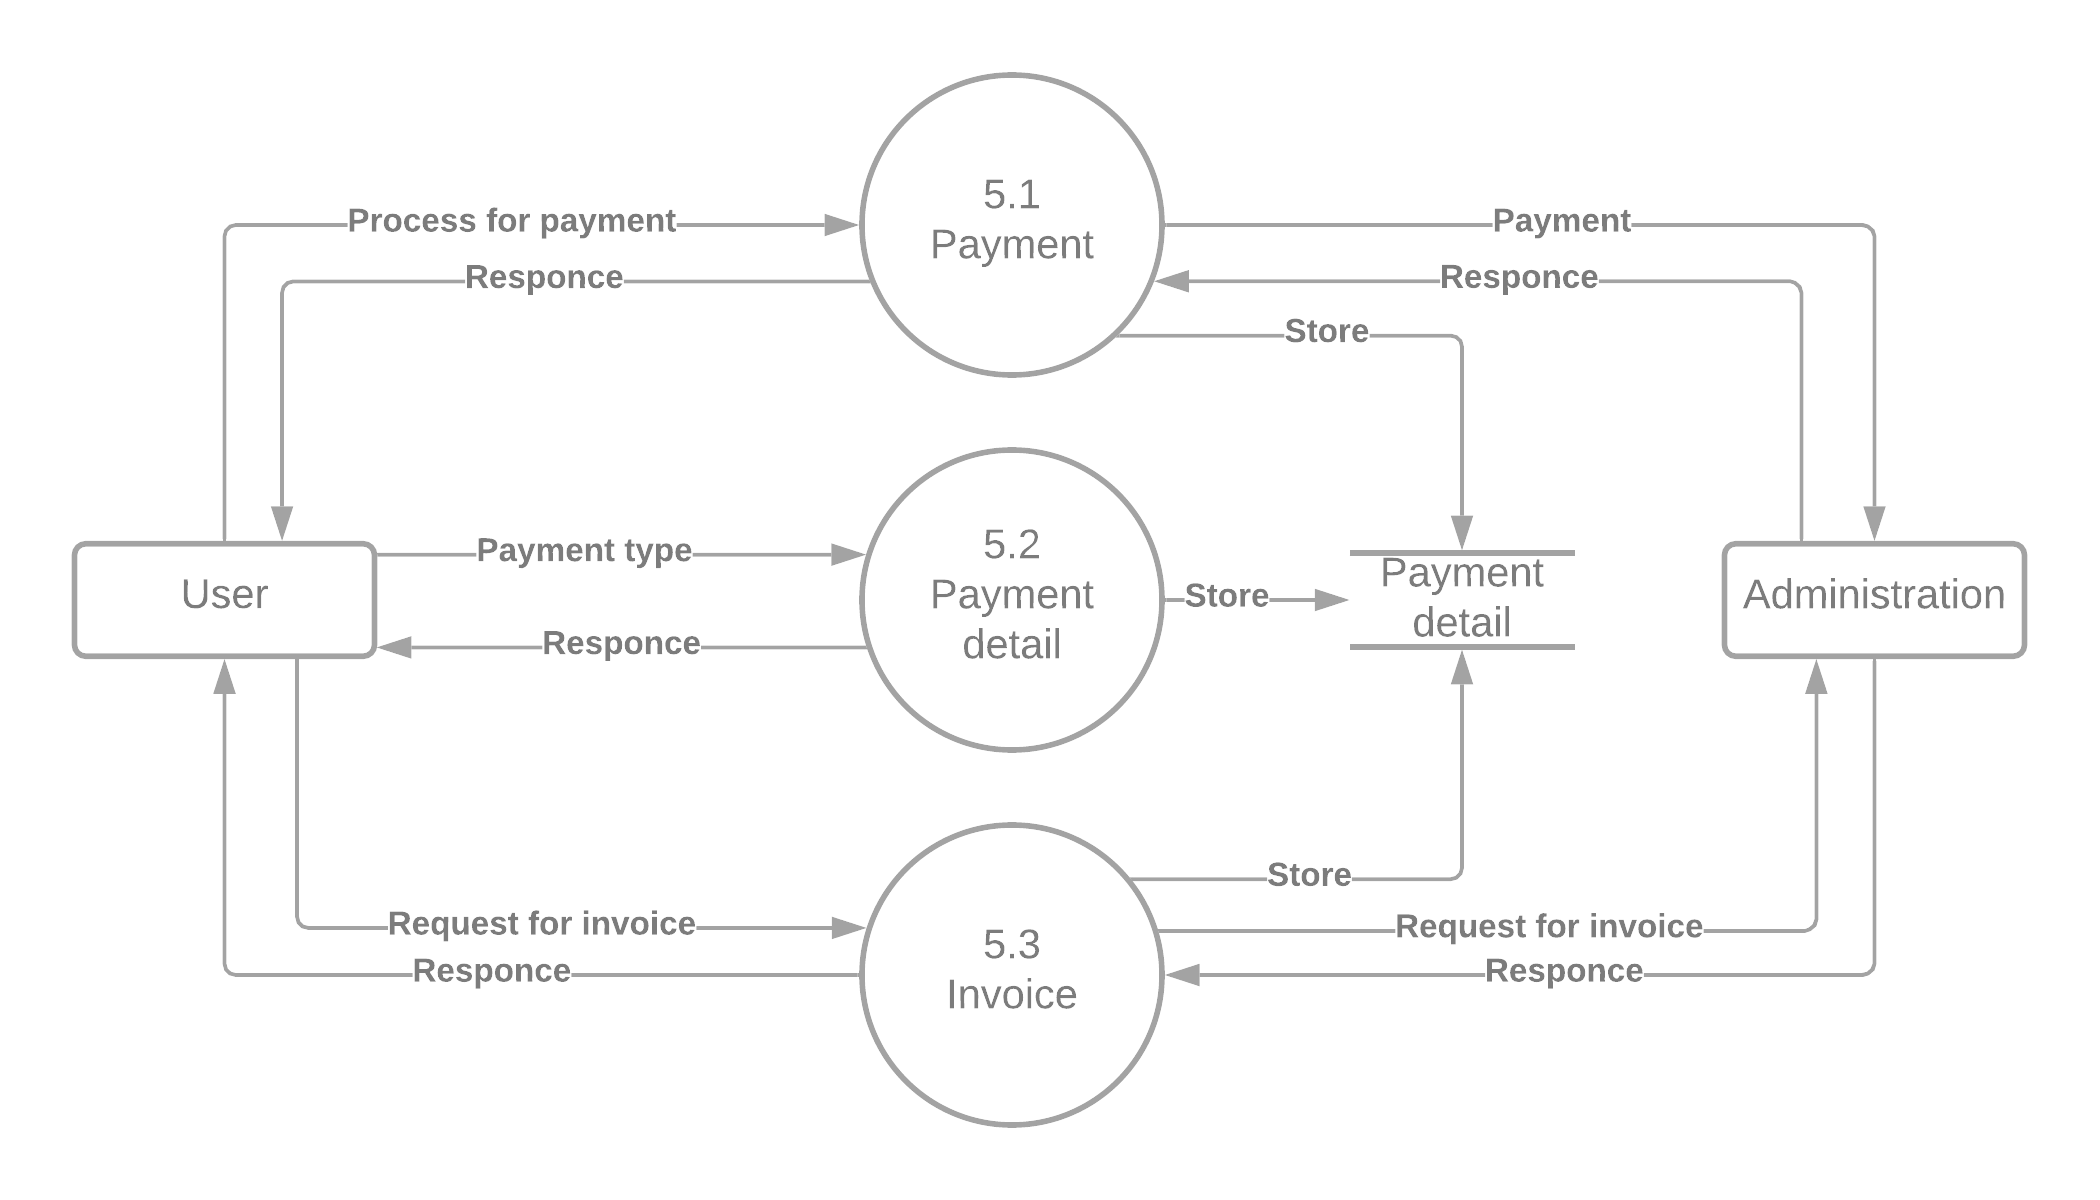 5.1
Payment
Process for payment
Payment
Responce
Responce
Store
5.2
Payment
detail
Payment type
User
Store
Payment
detail
Administration
Responce
Store
Request for invoice
Request for invoice
5.3
Invoice
Responce
Responce